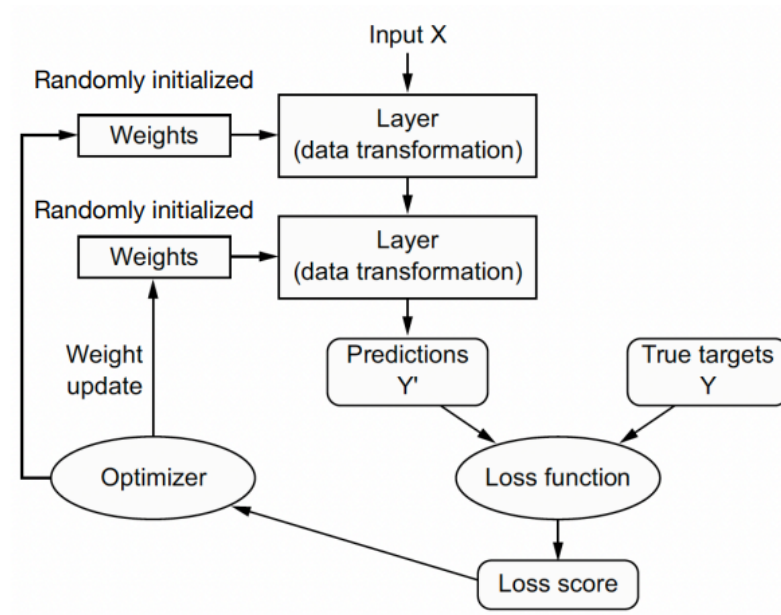 Input X
Randomly initialized
Weights
Layer
(data transformation)
Randomly initialized
Weights
Layer
(data transformation)
Weight
update
Predictions
Y'
True targets
Y
Optimizer
Loss function
Loss score